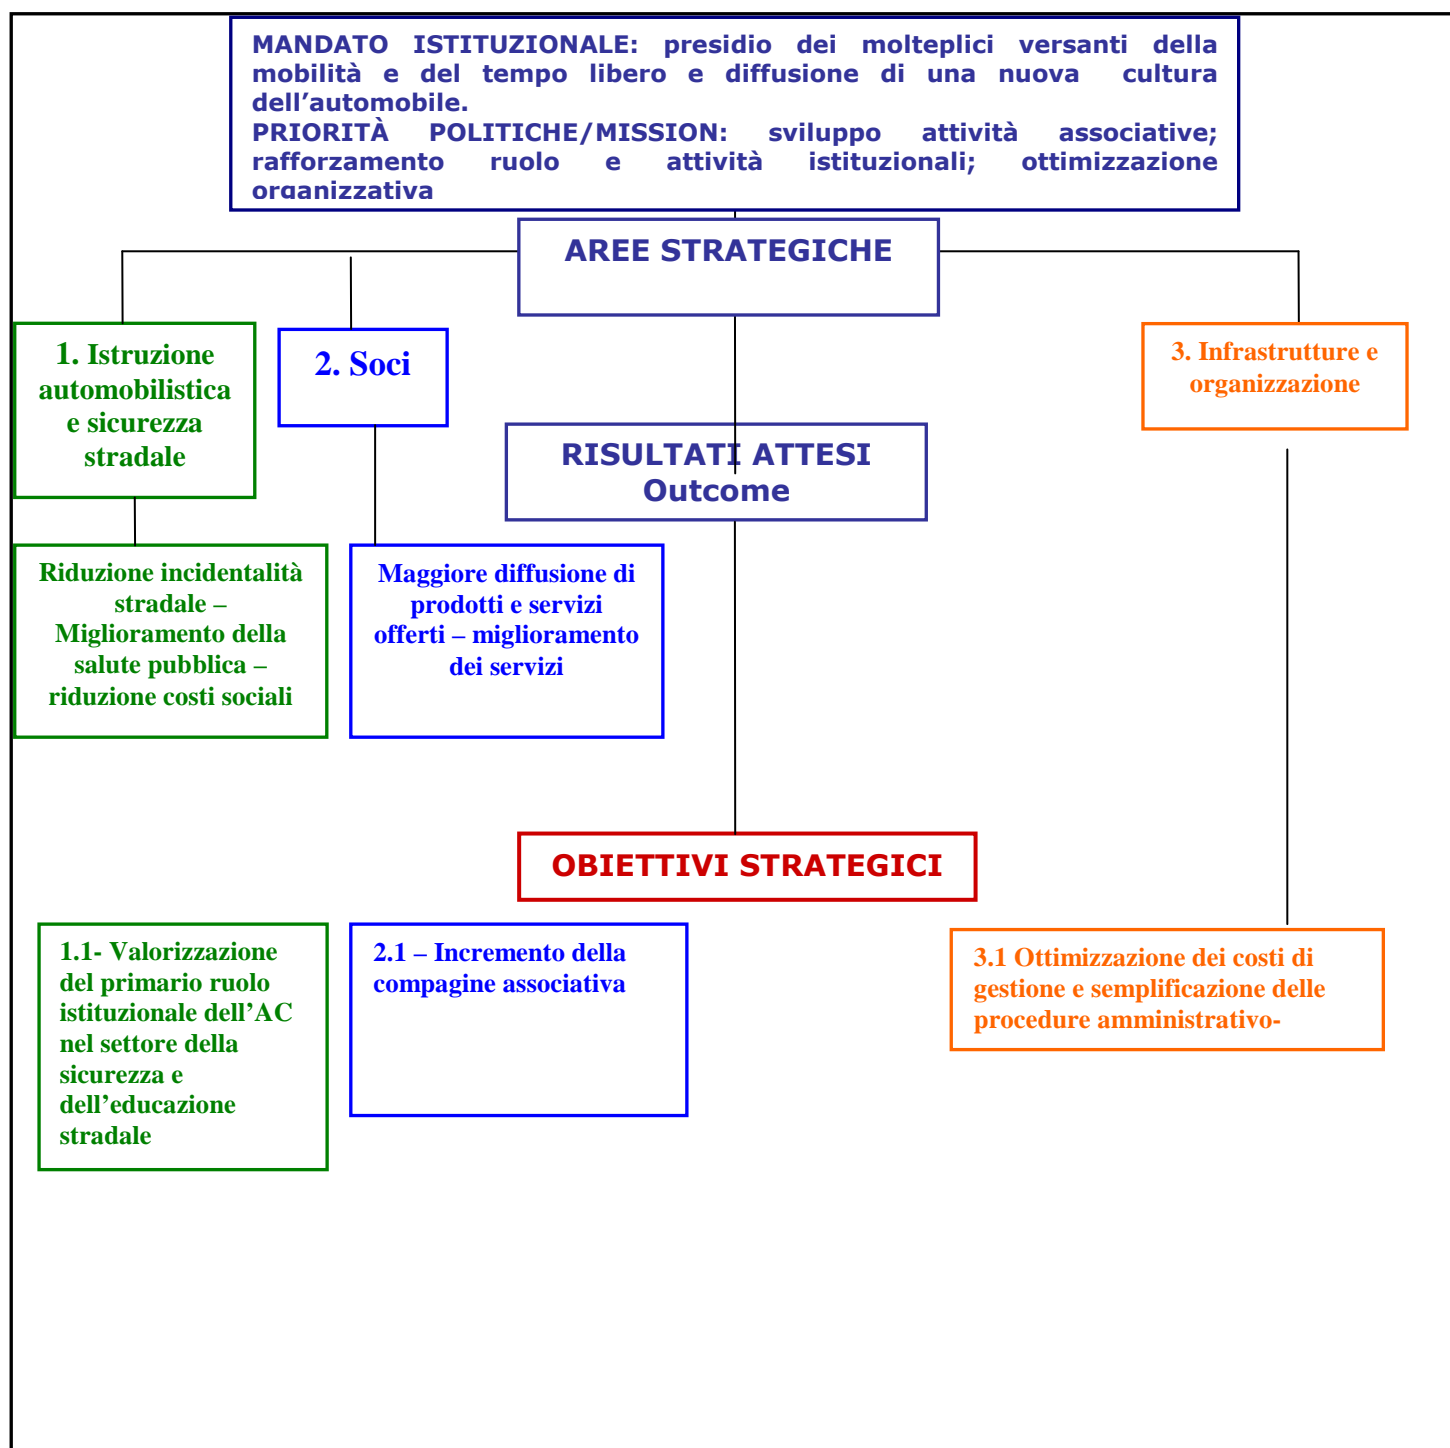 MANDATO ISTITUZIONALE: presidio dei molteplici versanti della
mobilità e del tempo libero e diffusione di una nuova cultura
dell’automobile.
PRIORITÀ POLITICHE/MISSION: sviluppo attività associative;
rafforzamento ruolo e attività istituzionali; ottimizzazione
organizzativa
AREE STRATEGICHE
1. Istruzione
automobilistica
e sicurezza
stradale
2. Soci
3. Infrastrutture e
organizzazione
RISULTATI ATTESI
Outcome
Riduzione incidentalità
stradale –
Miglioramento della
salute pubblica –
riduzione costi sociali
Maggiore diffusione di
prodotti e servizi
offerti – miglioramento
dei servizi
OBIETTIVI STRATEGICI
1.1- Valorizzazione
del primario ruolo
istituzionale dell’AC
nel settore della
sicurezza e
dell’educazione
stradale
2.1 – Incremento della
compagine associativa
3.1 Ottimizzazione dei costi di
gestione e semplificazione delle
procedure amministrativo-